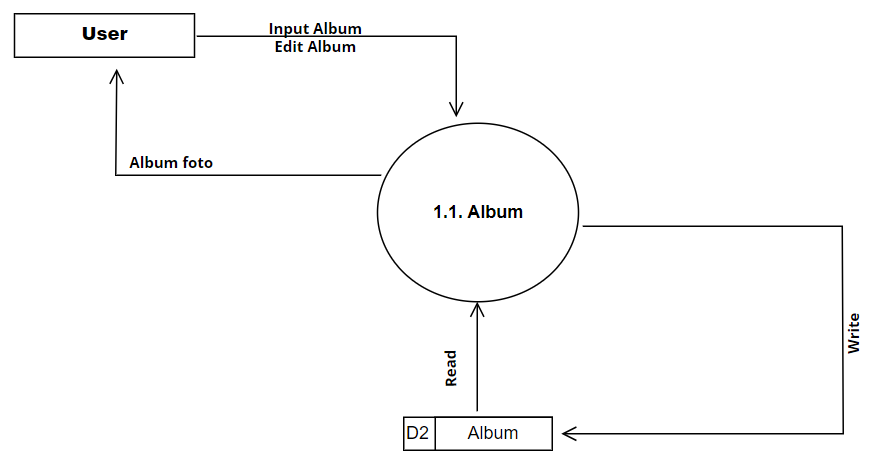 User
Input Album
Edit Album
Album foto
1.1. Album
Write
Read
D2
Album